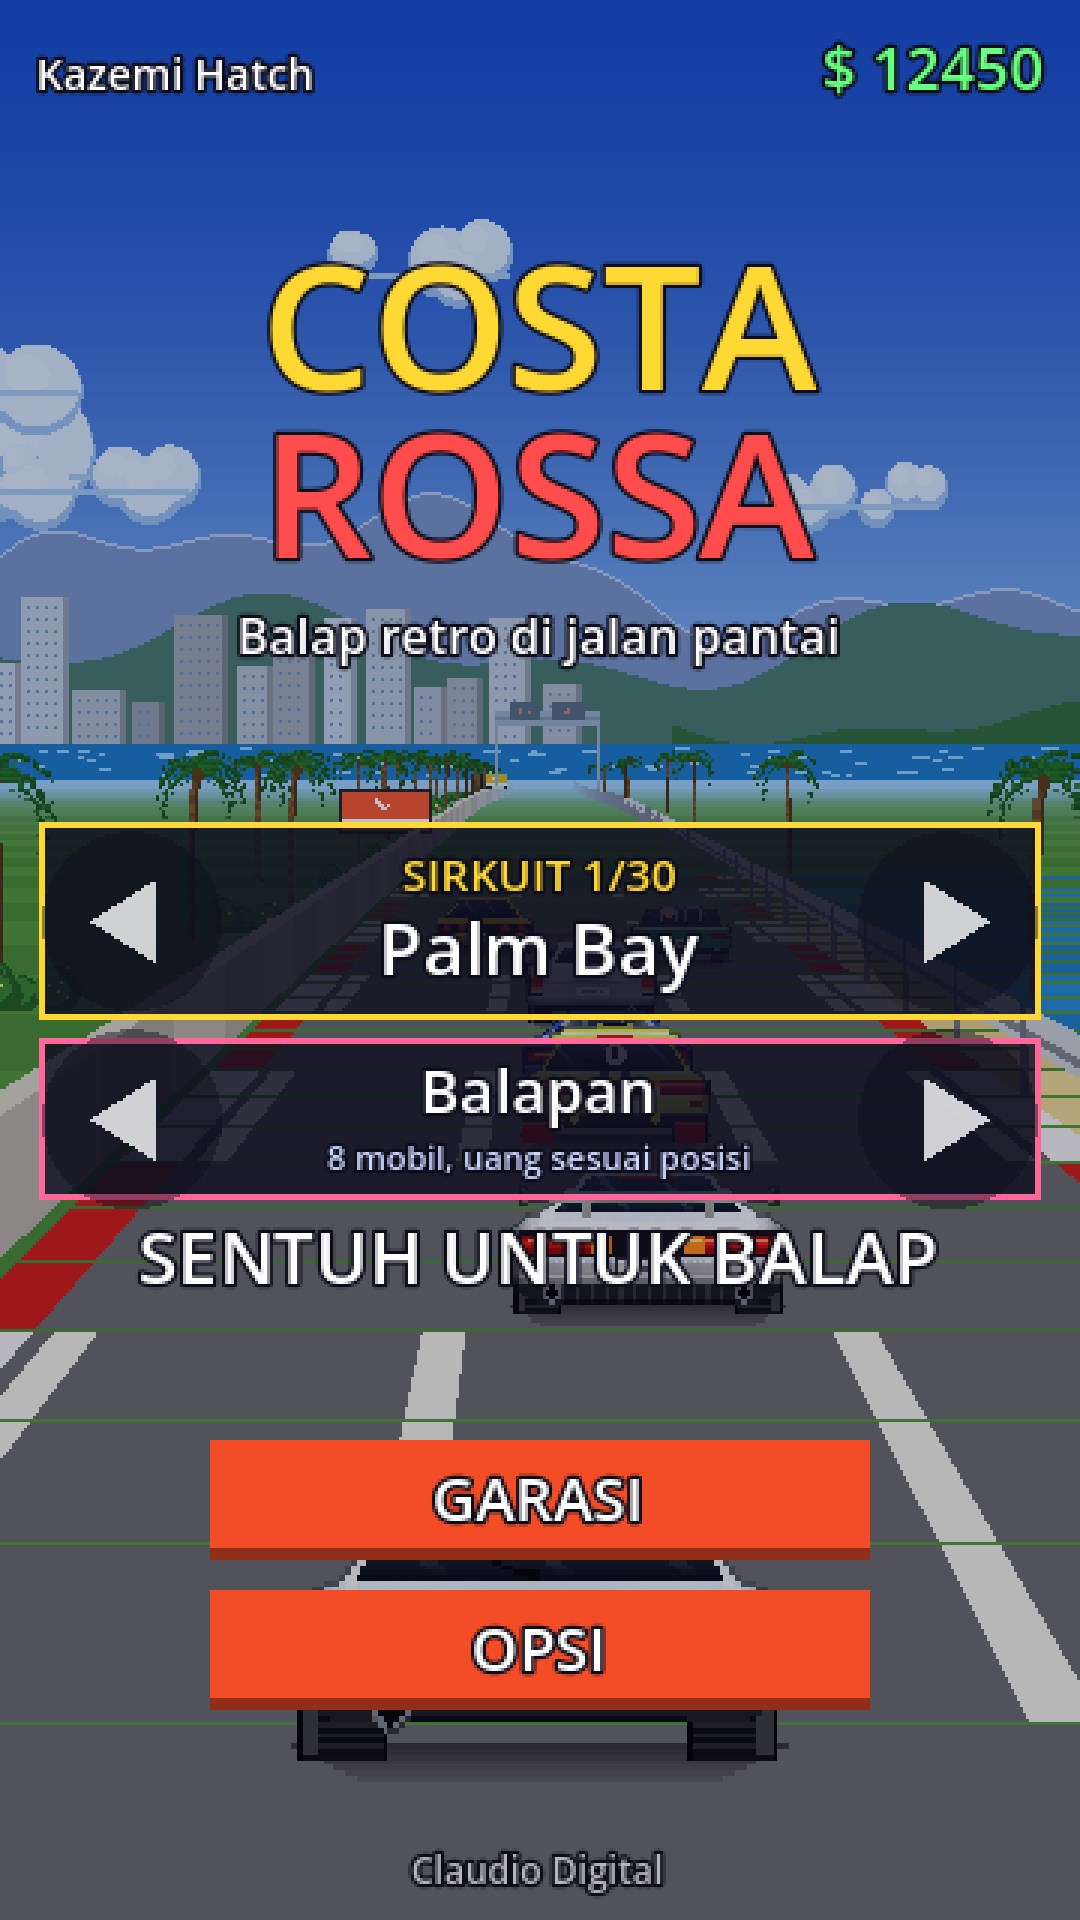 Kazemi Hatch
$ 12450
COSTA
ROSSA
Balap retro di jalan pantai
SIRKUIT 1/30
Palm Bay
Balapan
8 mobil, uang sesuai posisi
SENTUH UNTUK BALAP
GARASI
OPSI
Claudio Digital